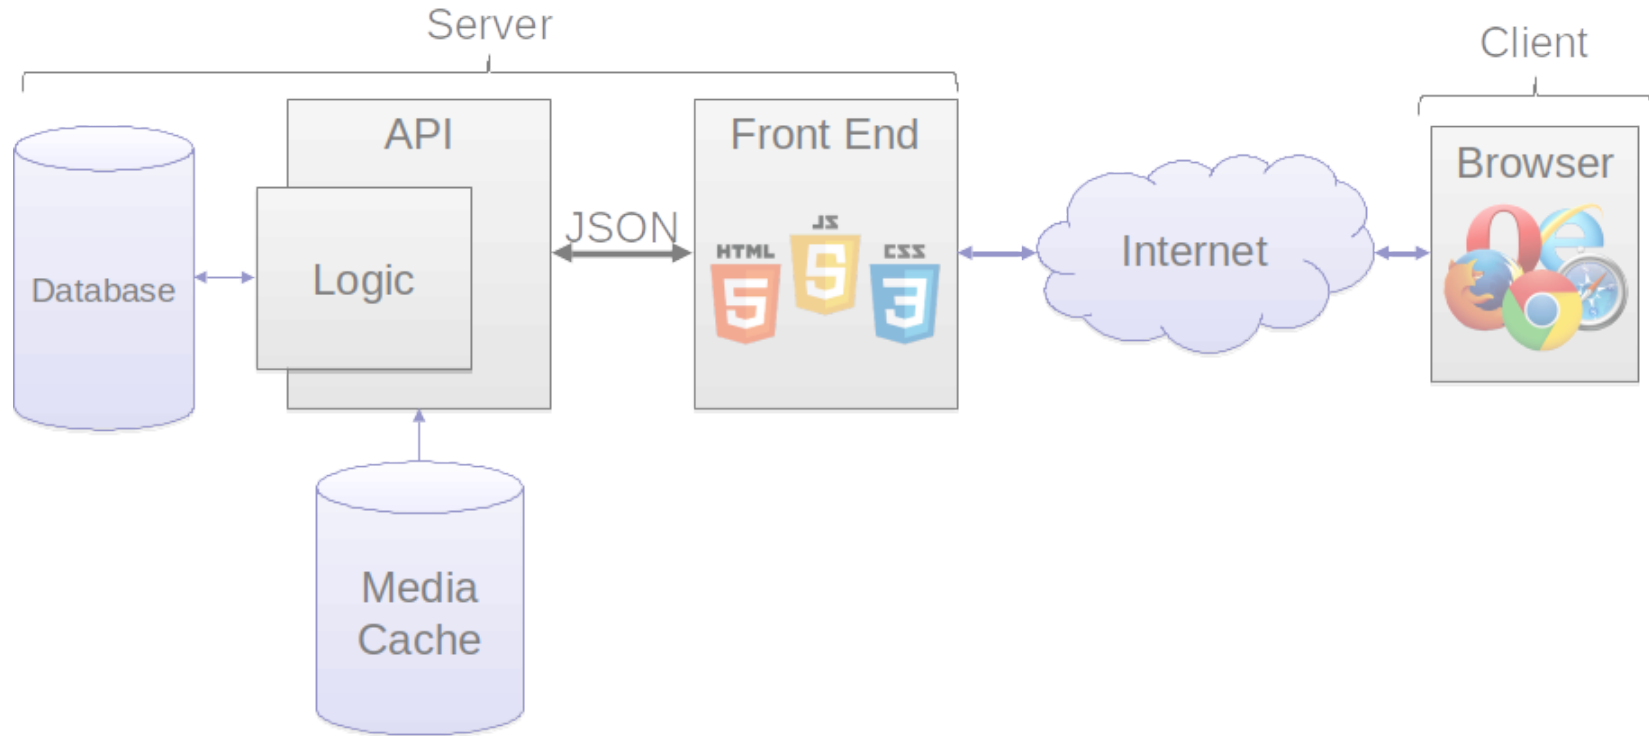 Server
Client
API
Front End
Browser
Logic
JSON
HTML
JS
CSS
Internet
Database
Media
Cache